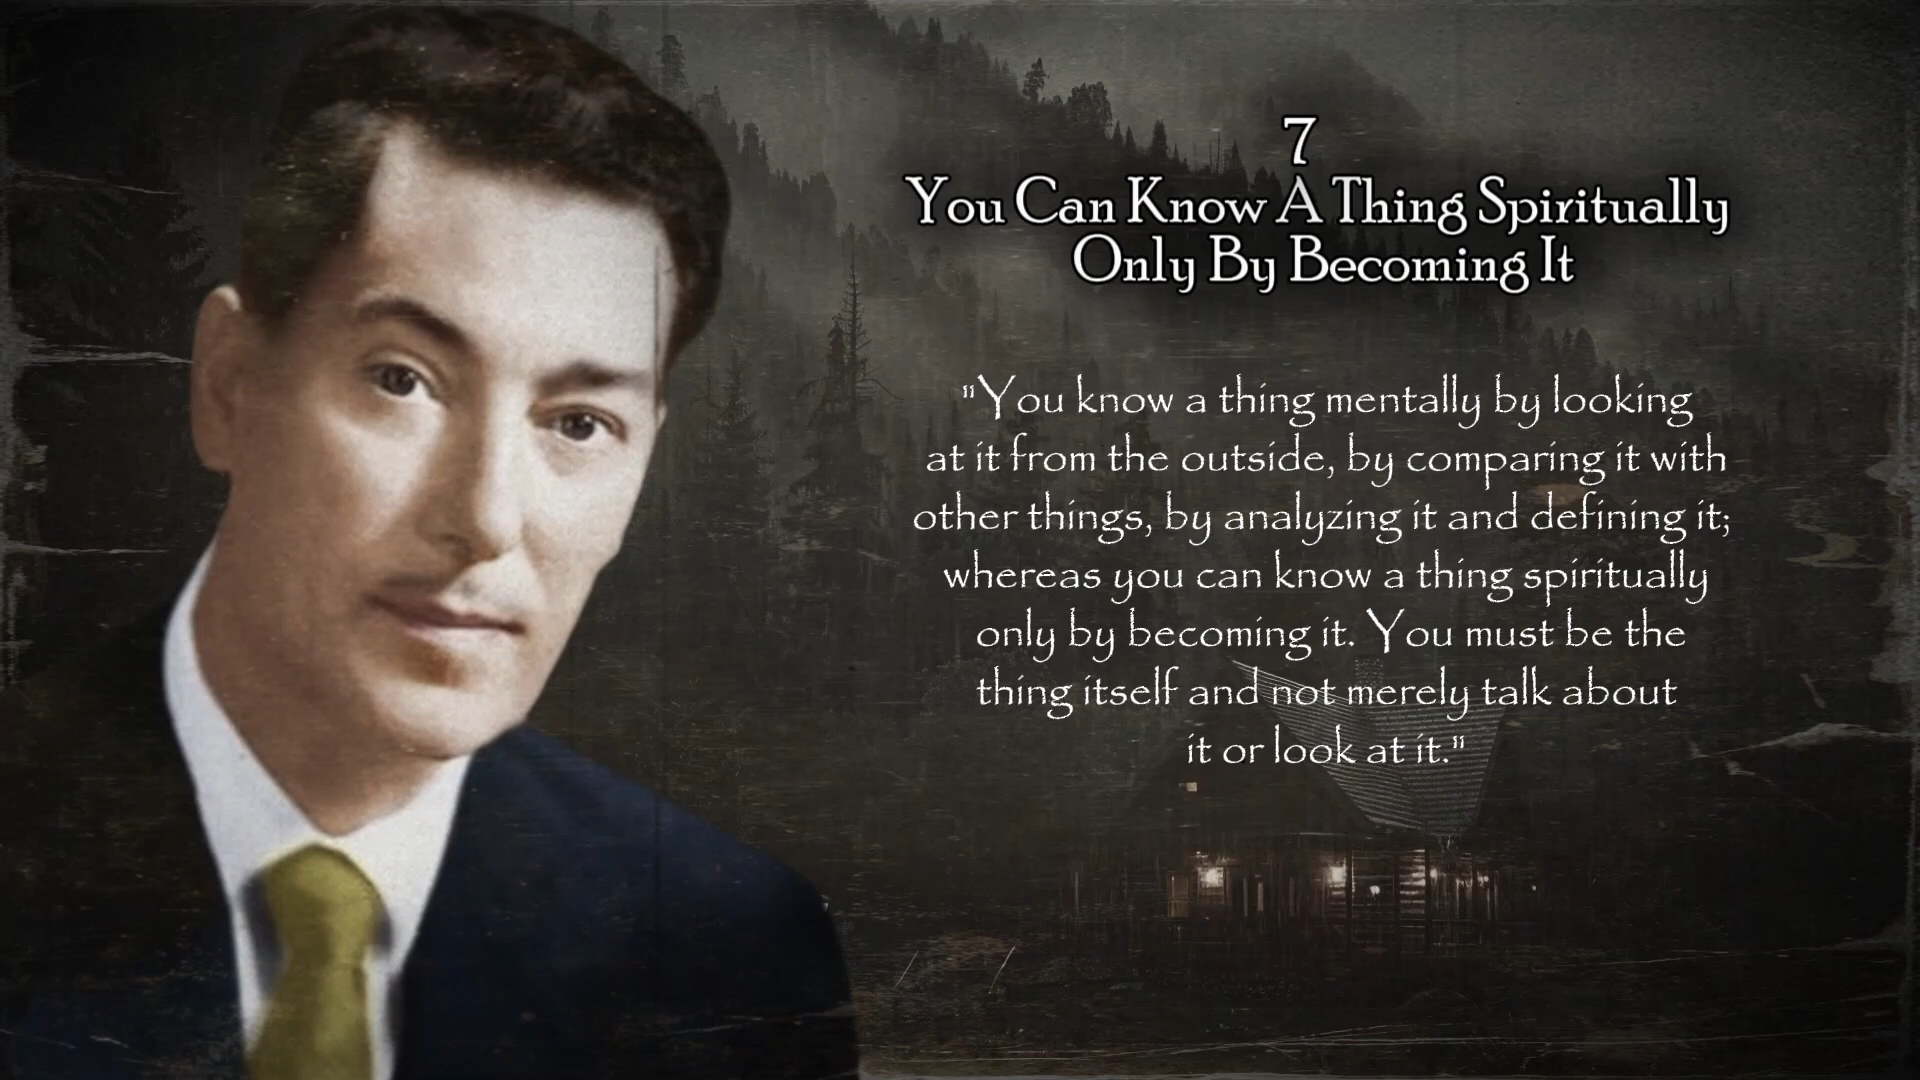 7
You Can Know A Thing Spiritually
Only By Becoming It
"You know a thing mentally by looking
at it from the outside, by comparing it with
other things, by analyzing it and defining it;
whereas you can know a thing spiritually
only by becoming it. You must be the
thing itself and not merely talk about
it or look at it."